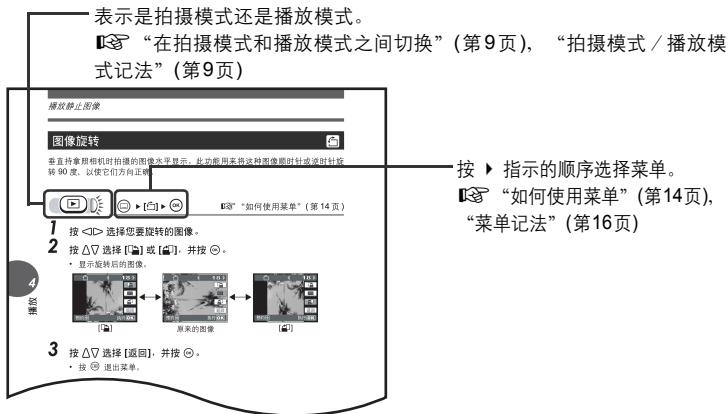 表示是拍摄模式还是播放模式。
☞ “在拍摄模式和播放模式之间切换”(第9页), “拍摄模式／播放模
式记法”(第9页)
播放静止图像
图像旋转
垂直持拿照相机时拍摄的图像水平显示。此功能用来将这种图像顺时针或逆时针旋
转 90 度，以使它们方向正确。
OK
☞ “如何使用菜单”(第 14 页)
按 ▶ 指示的顺序选择菜单。
☞ “如何使用菜单”(第14页),
“菜单记法”(第16页)
1 按 ◁▷ 选择您要旋转的图像。
2 按 △▽ 选择 [ ] 或 [ ]，并按 OK。
• 显示旋转后的图像。
原来的图像
3 按 △▽ 选择 [返回]，并按 OK。
• 按 退出菜单。
4
播放